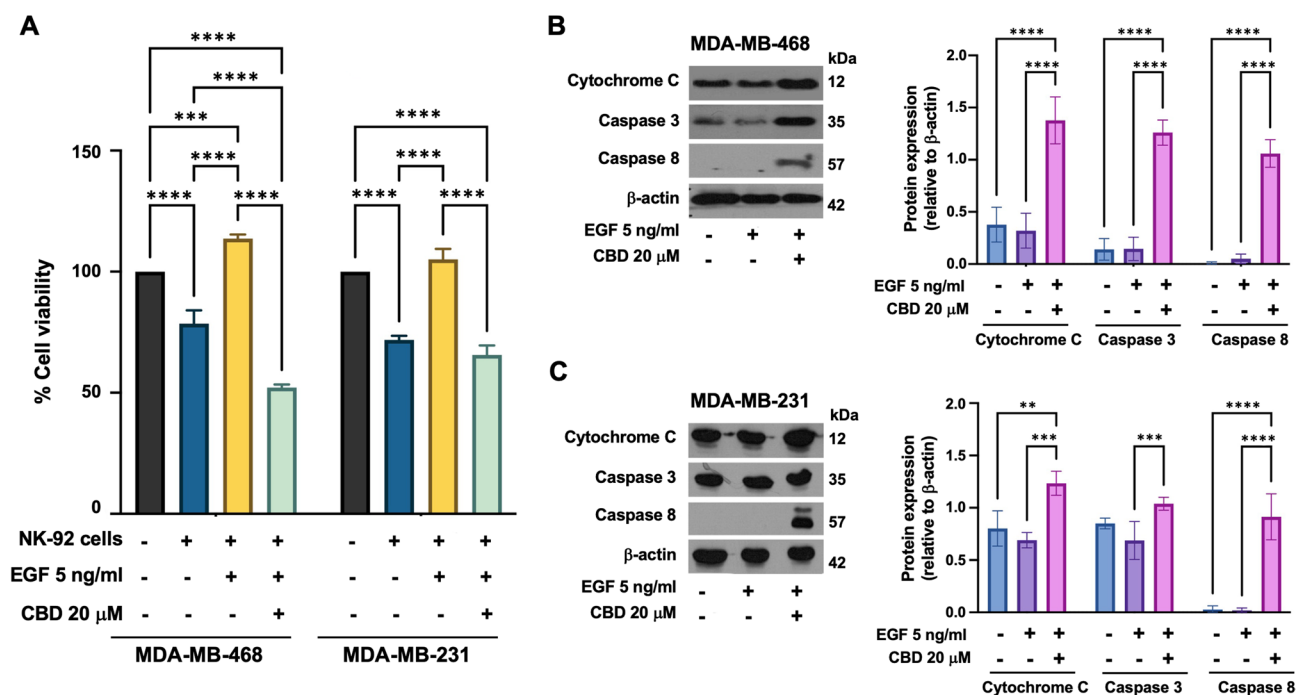 A
****
****
****
***
****
****
****
****
****
****
****
150
100
50
0
% Cell viability
NK-92 cells - + + + - + + +
EGF 5 ng/ml - - + + - - + +
CBD 20 μM - - - + - - - +
MDA-MB-468 MDA-MB-231
B
MDA-MB-468
kDa
Cytochrome C 12
Caspase 3 35
Caspase 8 57
β-actin 42
EGF 5 ng/ml - + +
CBD 20 μM - - +
**** **** ****
**** **** ****
2.0
1.5
1.0
0.5
0.0
Protein expression
(relative to β-actin)
EGF 5 ng/ml - + + - + + - + +
CBD 20 μM - - + - - + - - +
Cytochrome C Caspase 3 Caspase 8
C
MDA-MB-231
kDa
Cytochrome C 12
Caspase 3 35
Caspase 8 57
β-actin 42
EGF 5 ng/ml - + +
CBD 20 μM - - +
** ****
*** *** ****
2.0
1.5
1.0
0.5
0.0
Protein expression
(relative to β-actin)
EGF 5 ng/ml - + + - + + - + +
CBD 20 μM - - + - - + - - +
Cytochrome C Caspase 3 Caspase 8